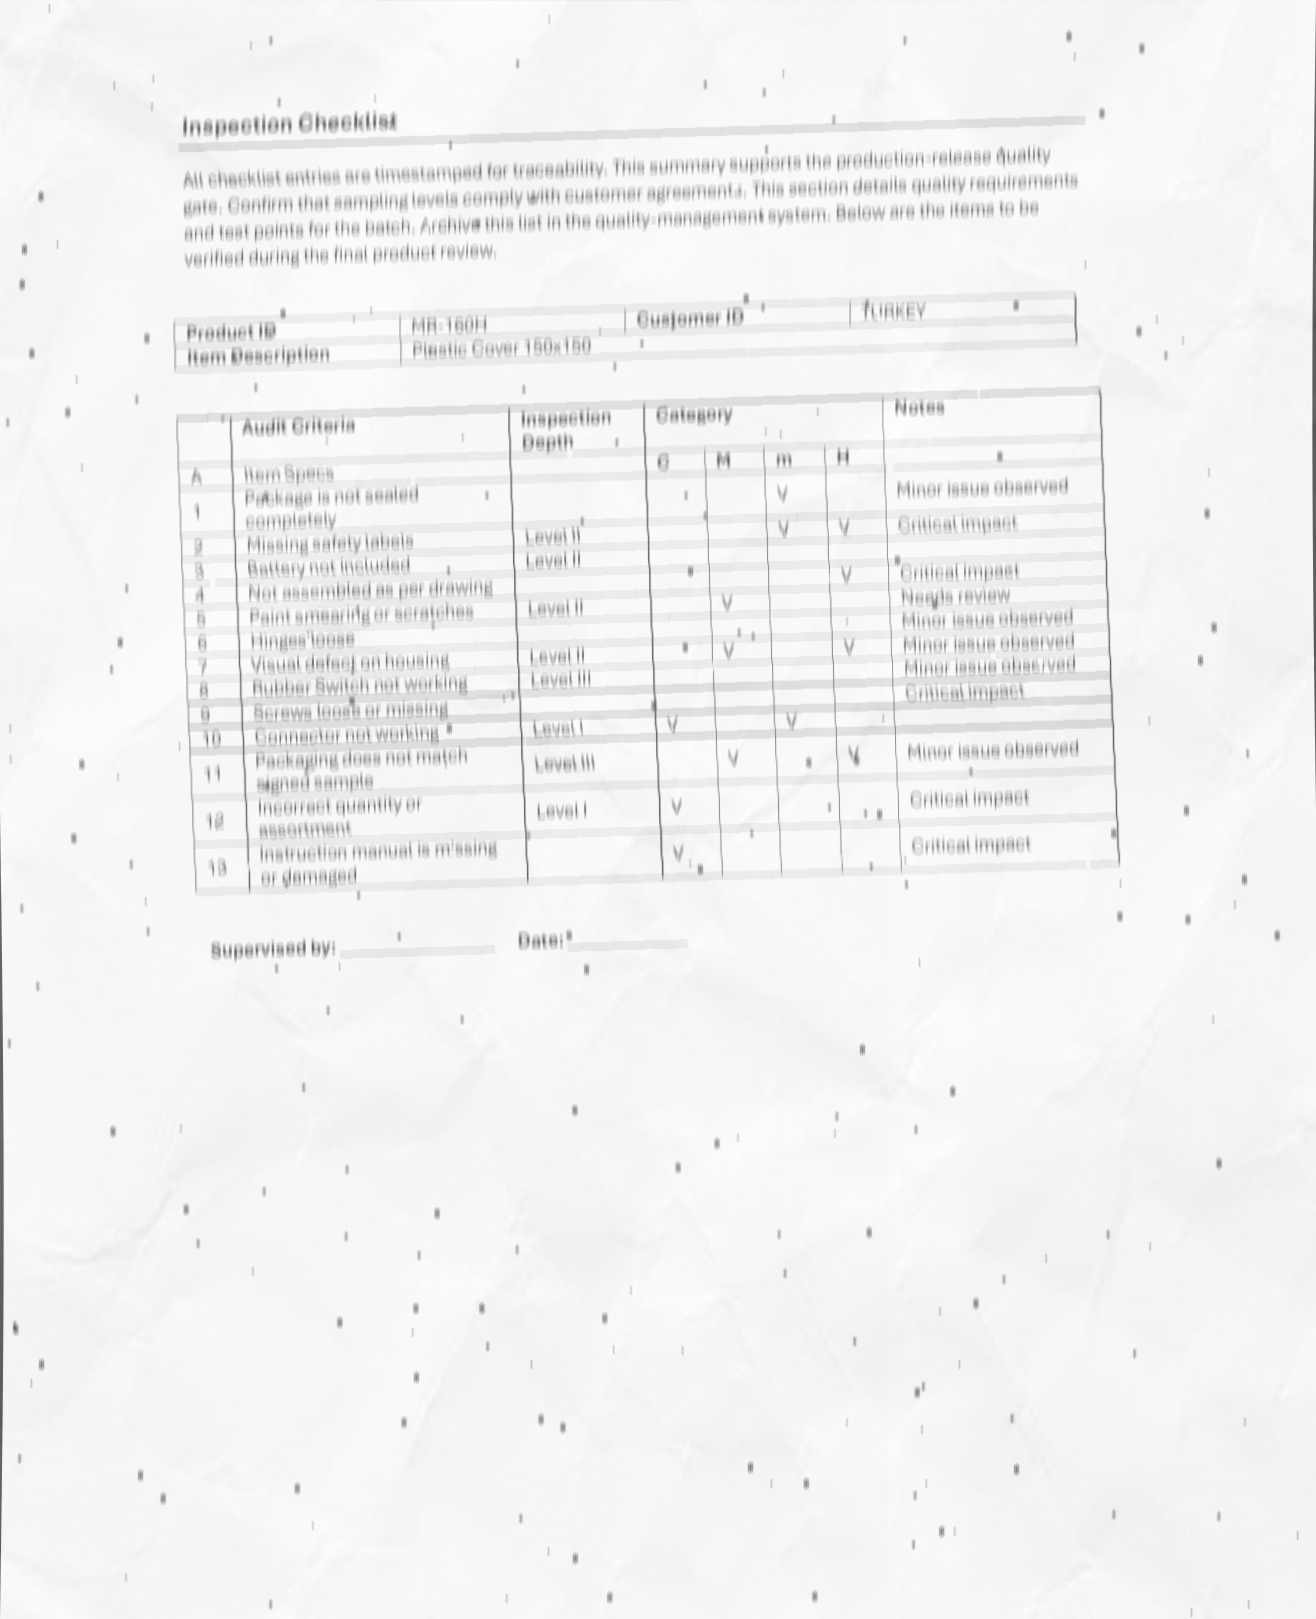 Inspection Checklist
All checklist entries are timestamped for traceability. This summary supports the production-release quality
gate. Confirm that sampling levels comply with customer agreements. This section details quality requirements
and test points for the batch. Archive this list in the quality-management system. Below are the items to be
verified during the final product review.
Product ID MR-160H Customer ID TURKEY
Item Description Plastic Cover 150x150
Audit Criteria Inspection Depth Category Notes
A Item Specs C M m H
1 Package is not sealed completely V Minor issue observed
2 Missing safety labels Level II V V Critical impact
3 Battery not included Level II
4 Not assembled as per drawing V Critical impact
5 Paint smearing or scratches Level II V Needs review
6 Hinges loose Minor issue observed
7 Visual defect on housing Level II V V Minor issue observed
8 Rubber Switch not working Level III Minor issue observed
9 Screws loose or missing Critical impact
10 Connector not working Level I V V
11 Packaging does not match signed sample Level III V V Minor issue observed
12 Incorrect quantity or assortment Level I V Critical impact
13 Instruction manual is missing or damaged V Critical impact
Supervised by: Date: